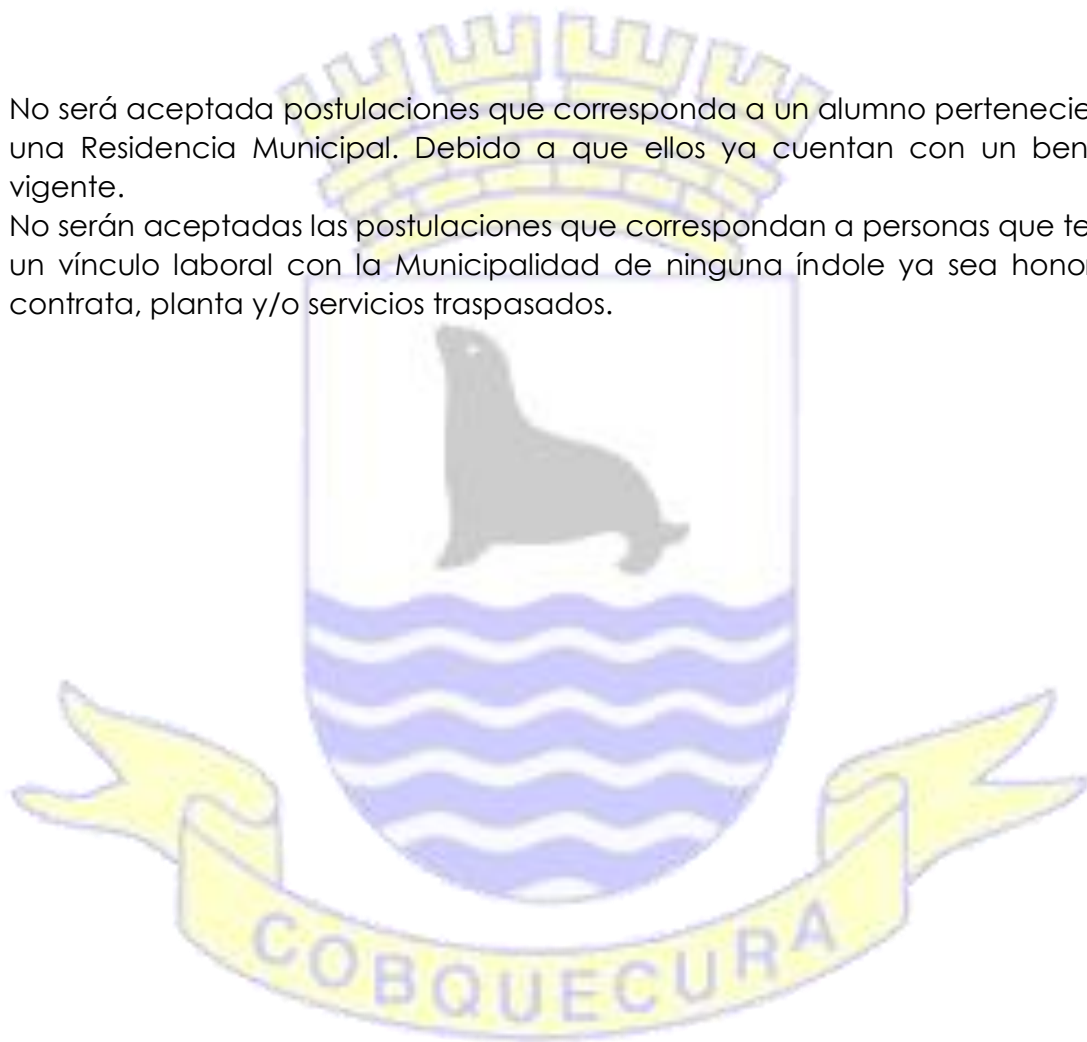 No será aceptada postulaciones que corresponda a un alumno pertenecie
una Residencia Municipal. Debido a que ellos ya cuentan con un ben
vigente.
No serán aceptadas las postulaciones que correspondan a personas que te
un vínculo laboral con la Municipalidad de ninguna índole ya sea honor
contrata, planta y/o servicios traspasados.
COBQUECURA